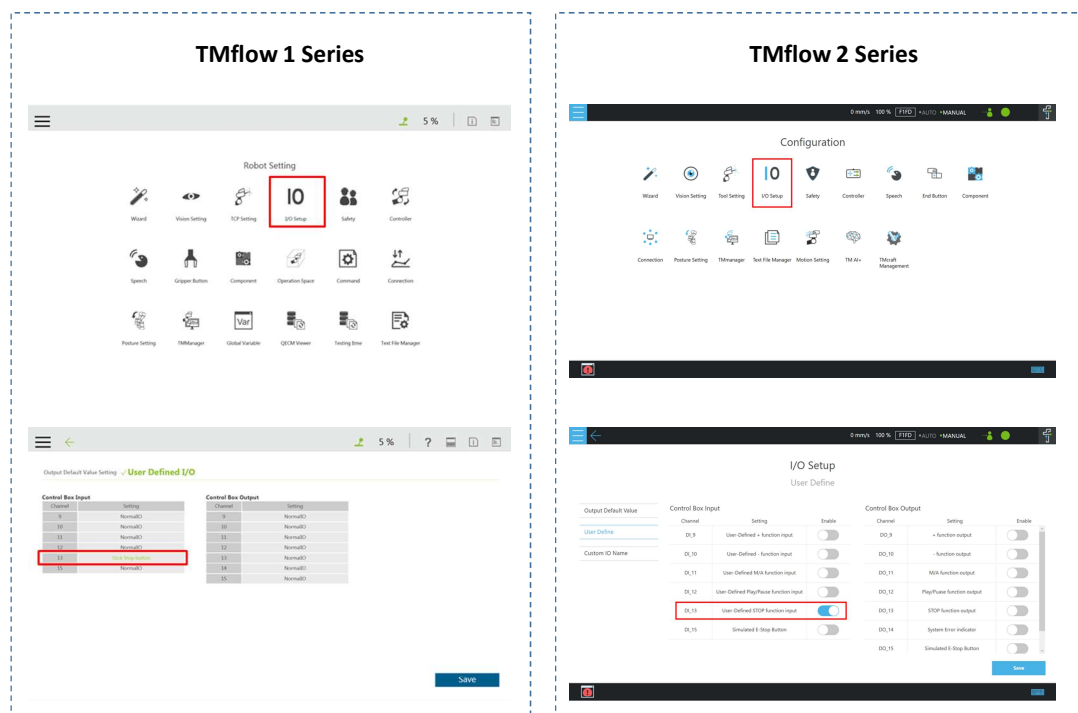 TMflow 1 Series
5 %
Robot Setting
IO
Wizard Vision Setting TCP Setting I/O Setup Safety Controller
Speech Gripper Button Component Operation Space Command Connection
Var
Posture Setting TMManager Global Variable QECM Viewer Text File Manager
5 % ?
Output Default Value Setting User Defined I/O
Control Box Input
Channel Setting
9 NormalIO
10 NormalIO
11 NormalIO
12 NormalIO
13 Stick Stop Button
15 NormalIO
Control Box Output
Channel Setting
9 NormalIO
10 NormalIO
11 NormalIO
12 NormalIO
13 NormalIO
14 NormalIO
15 NormalIO
Save
TMflow 2 Series
0 mm/s 100 % F1FD AUTO MANUAL
Configuration
IO
Wizard Vision Setting Tool Setting I/O Setup Safety Controller Speech End Button Component
Connection Posture Setting TMmanager Text File Manager Motion Setting TM AI+ TMcraft
Management
0 mm/s 100 % F1FD AUTO MANUAL
I/O Setup
User Define
Output Default Value
User Define
Custom IO Name
Control Box Input
Channel Setting Enable
DI_9 User-Defined + function input
DI_10 User-Defined - function input
DI_11 User-Defined M/A function input
DI_12 User-Defined Play/Pause function input
DI_13 User-Defined STOP function input
DI_15 Simulated E-Stop Button
Control Box Output
Channel Setting Enable
DO_9 + function output
DO_10 - function output
DO_11 M/A function output
DO_12 Play/Puase function output
DO_13 STOP function output
DO_14 System Error indicator
DO_15 Simulated E-Stop Button
Save